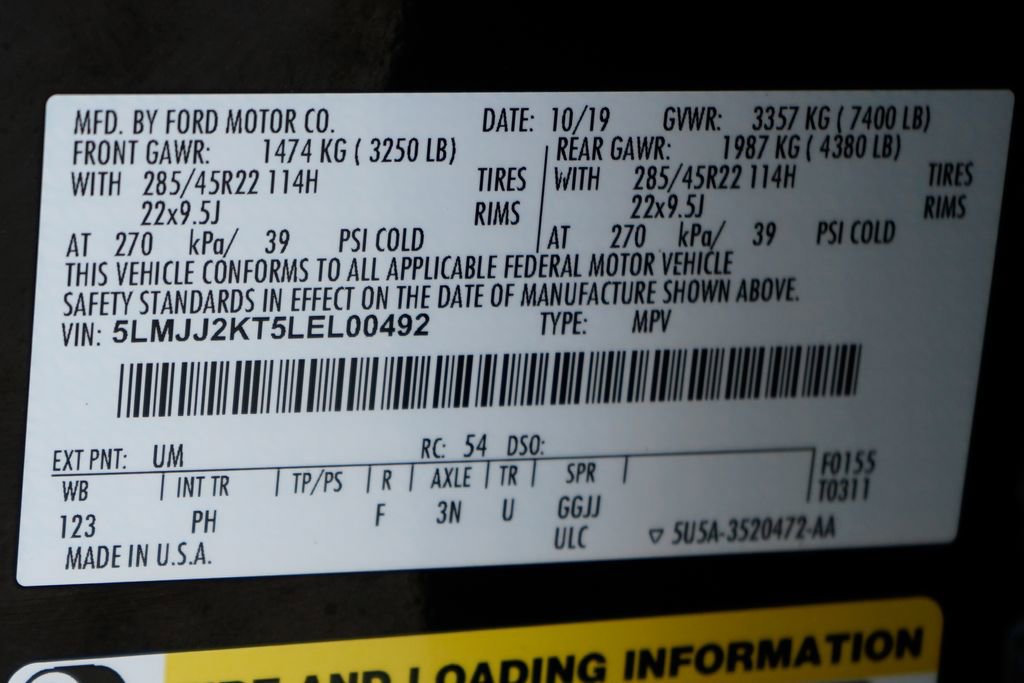 MFD. BY FORD MOTOR CO. DATE: 10/19 GVWR: 3357 KG ( 7400 LB)
FRONT GAWR: 1474 KG ( 3250 LB) REAR GAWR: 1987 KG ( 4380 LB)
WITH 285/45R22 114H TIRES WITH 285/45R22 114H TIRES
22x9.5J RIMS 22x9.5J RIMS
AT 270 kPa/ 39 PSI COLD AT 270 kPa/ 39 PSI COLD
THIS VEHICLE CONFORMS TO ALL APPLICABLE FEDERAL MOTOR VEHICLE
SAFETY STANDARDS IN EFFECT ON THE DATE OF MANUFACTURE SHOWN ABOVE.
VIN: 5LMJJ2KT5LEL00492 TYPE: MPV
EXT PNT: UM RC: 54 DSO:
WB INT TR TP/PS R AXLE TR SPR F0155
T0311
123 PH F 3N U GGJJ
ULC ▽ 5U5A-3520472-AA
MADE IN U.S.A.
AND LOADING INFORMATION